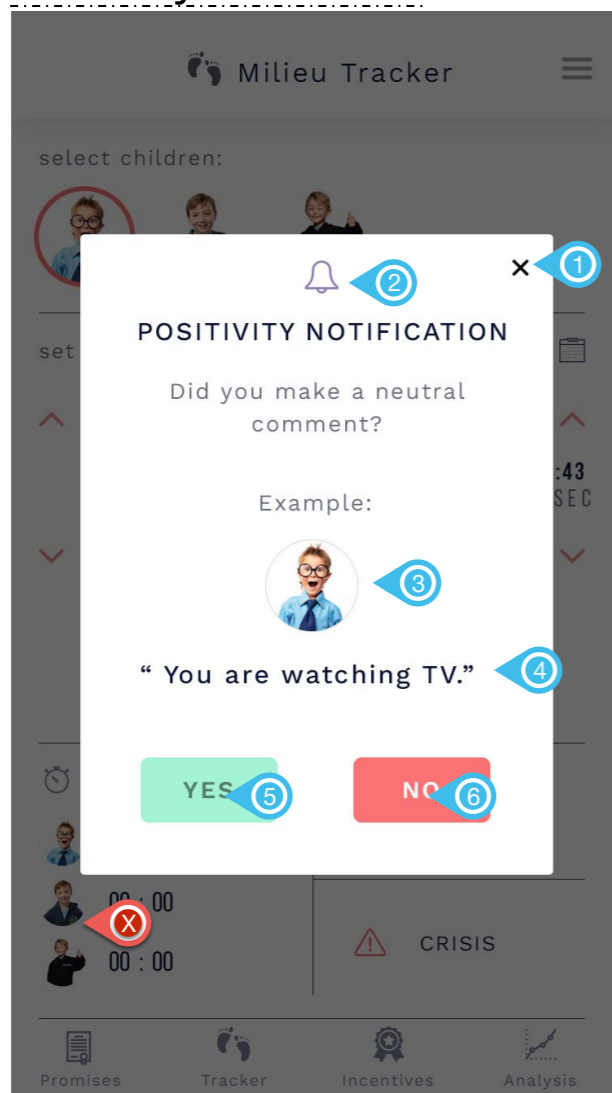 Milieu Tracker
select children:
1
2
POSITIVITY NOTIFICATION
set
Did you make a neutral
comment?
:43
SEC
Example:
3
“ You are watching TV.”
4
YES
5
NO
6
00 : 00
X
00 : 00
CRISIS
Promises
Tracker
Incentives
Analysis